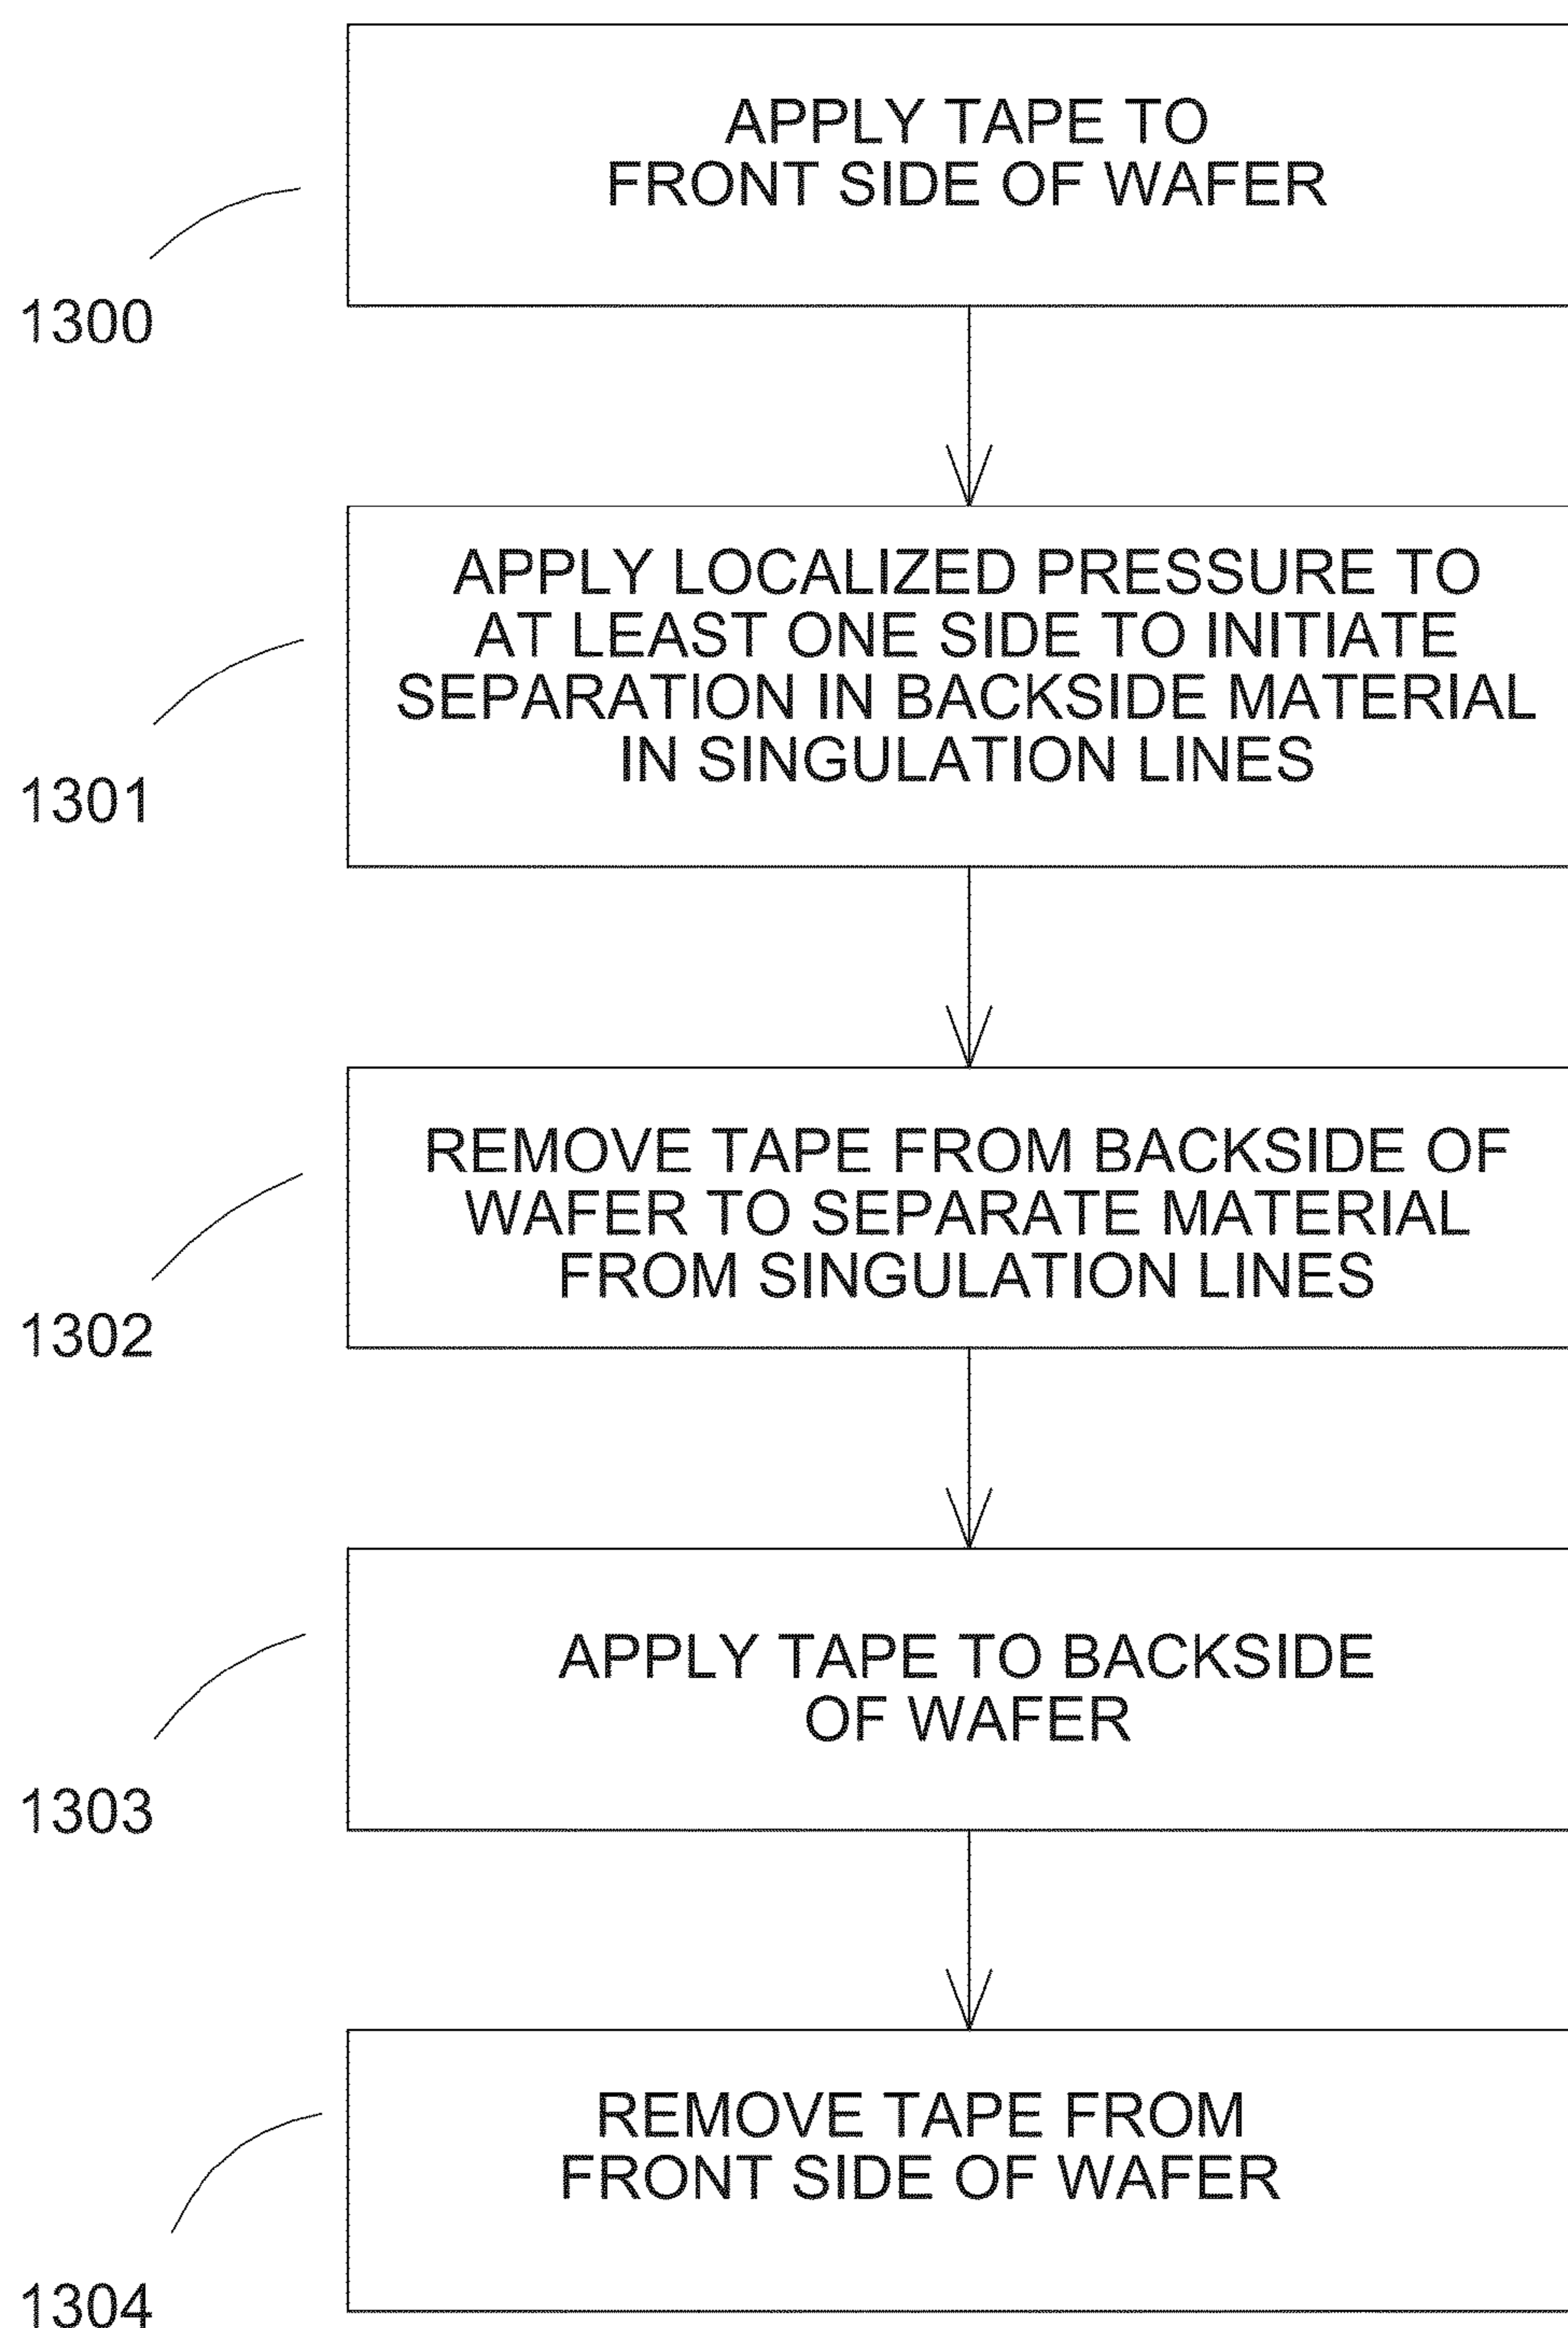 APPLY TAPE TO
FRONT SIDE OF WAFER
1300
APPLY LOCALIZED PRESSURE TO
AT LEAST ONE SIDE TO INITIATE
SEPARATION IN BACKSIDE MATERIAL
IN SINGULATION LINES
1301
REMOVE TAPE FROM BACKSIDE OF
WAFER TO SEPARATE MATERIAL
FROM SINGULATION LINES
1302
APPLY TAPE TO BACKSIDE
OF WAFER
1303
REMOVE TAPE FROM
FRONT SIDE OF WAFER
1304